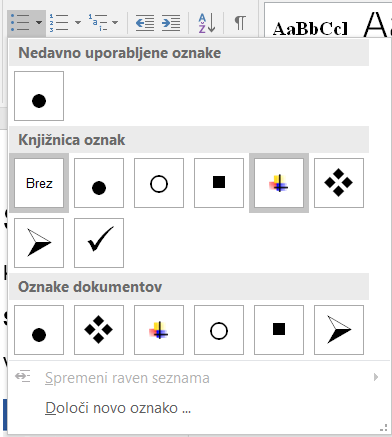 AaBbCcI A
Nedavno uporabljene oznake
Knjižnica oznak
Brez
Oznake dokumentov
Spremeni raven seznama
Določi novo oznako ...